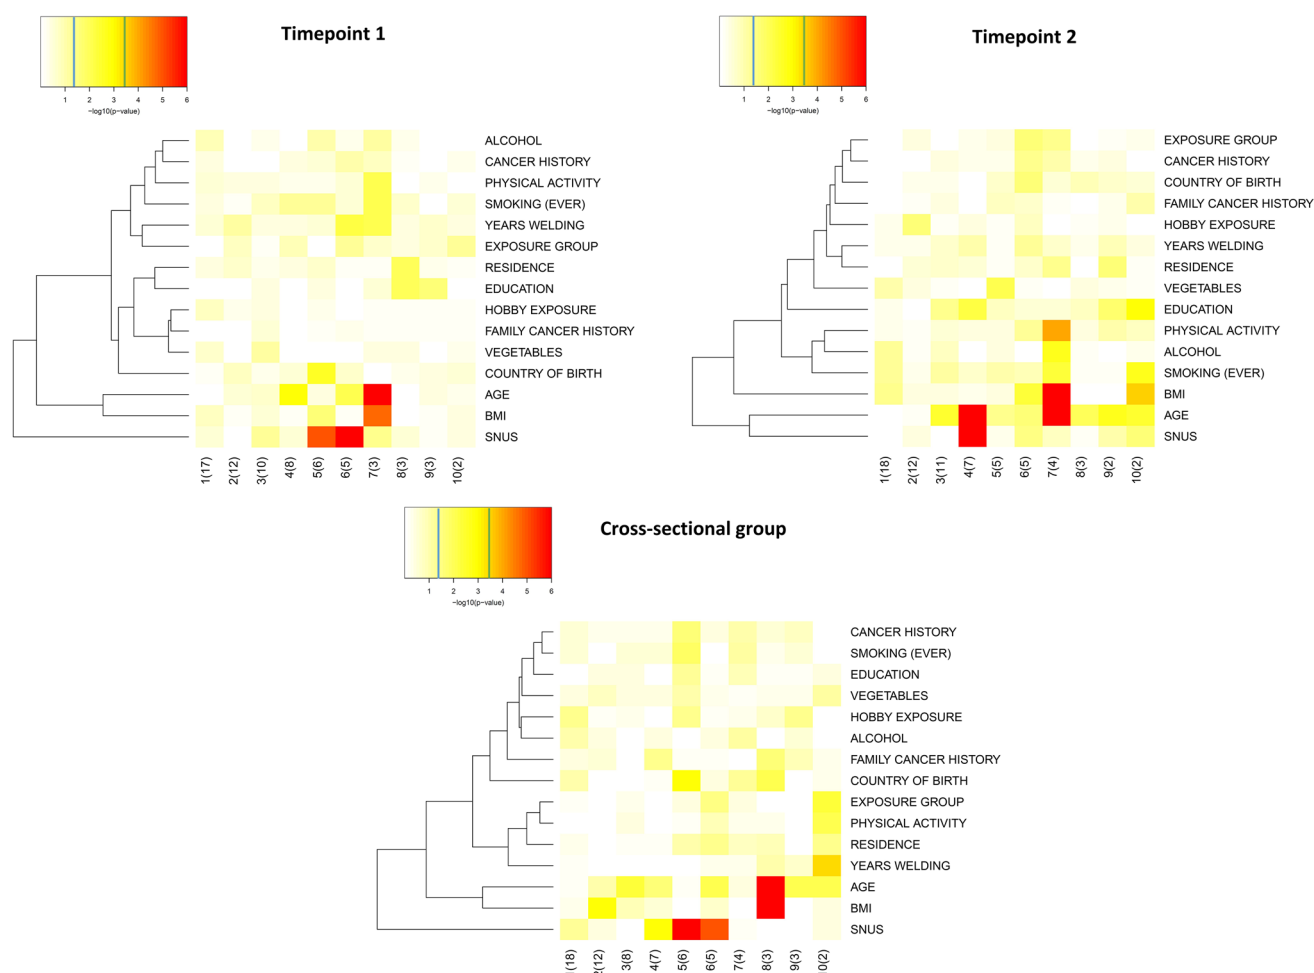 Timepoint 1
1 2 3 4 5 6
−log10(p−value)
ALCOHOL
CANCER HISTORY
PHYSICAL ACTIVITY
SMOKING (EVER)
YEARS WELDING
EXPOSURE GROUP
RESIDENCE
EDUCATION
HOBBY EXPOSURE
FAMILY CANCER HISTORY
VEGETABLES
COUNTRY OF BIRTH
AGE
BMI
SNUS
1(17)
2(12)
3(10)
4(8)
5(6)
6(5)
7(3)
8(3)
9(3)
10(2)
Timepoint 2
1 2 3 4 5 6
−log10(p−value)
EXPOSURE GROUP
CANCER HISTORY
COUNTRY OF BIRTH
FAMILY CANCER HISTORY
HOBBY EXPOSURE
YEARS WELDING
RESIDENCE
VEGETABLES
EDUCATION
PHYSICAL ACTIVITY
ALCOHOL
SMOKING (EVER)
BMI
AGE
SNUS
1(18)
2(12)
3(11)
4(7)
5(5)
6(5)
7(4)
8(3)
9(2)
10(2)
Cross-sectional group
1 2 3 4 5 6
−log10(p−value)
CANCER HISTORY
SMOKING (EVER)
EDUCATION
VEGETABLES
HOBBY EXPOSURE
ALCOHOL
FAMILY CANCER HISTORY
COUNTRY OF BIRTH
EXPOSURE GROUP
PHYSICAL ACTIVITY
RESIDENCE
YEARS WELDING
AGE
BMI
SNUS
(18)
2(12)
3(8)
4(7)
5(6)
6(5)
7(4)
8(3)
9(3)
0(2)